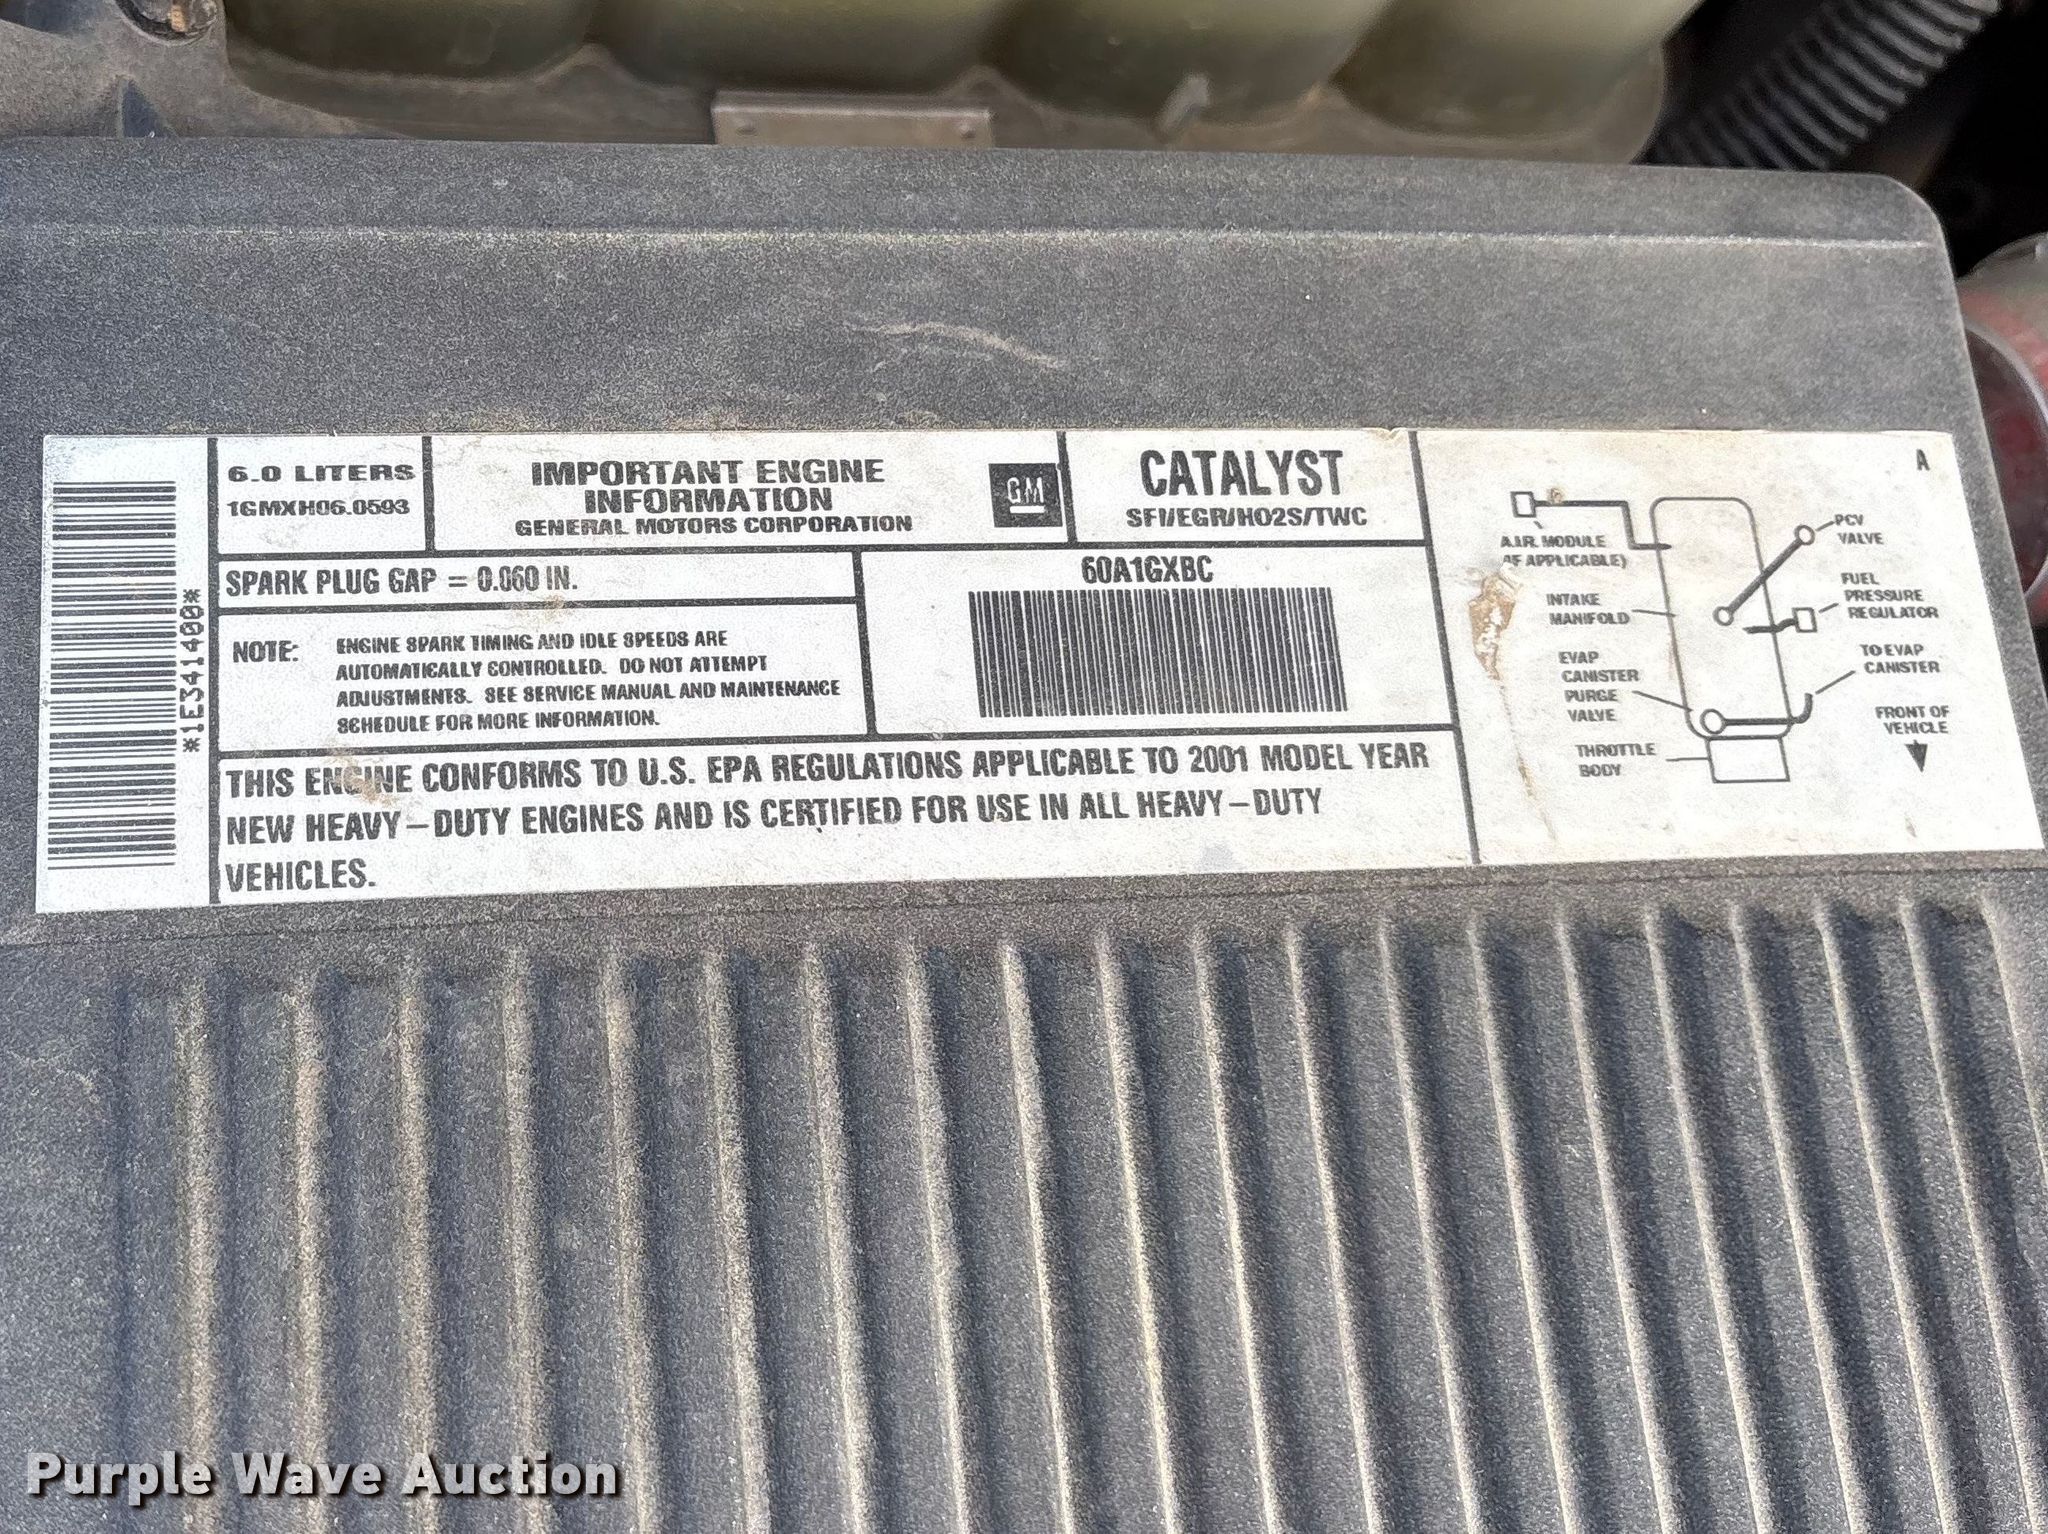 *1E341400*
6.0 LITERS
1GMXH06.0593
IMPORTANT ENGINE
INFORMATION
GENERAL MOTORS CORPORATION
GM
CATALYST
SFI/EGR/HO2S/TWC
SPARK PLUG GAP = 0.060 IN.
NOTE: ENGINE SPARK TIMING AND IDLE SPEEDS ARE
AUTOMATICALLY CONTROLLED. DO NOT ATTEMPT
ADJUSTMENTS. SEE SERVICE MANUAL AND MAINTENANCE
SCHEDULE FOR MORE INFORMATION.
60A1GXBC
THIS ENGINE CONFORMS TO U.S. EPA REGULATIONS APPLICABLE TO 2001 MODEL YEAR
NEW HEAVY-DUTY ENGINES AND IS CERTIFIED FOR USE IN ALL HEAVY-DUTY
VEHICLES.
A
A.I.R. MODULE
(IF APPLICABLE)
INTAKE
MANIFOLD
EVAP
CANISTER
PURGE
VALVE
THROTTLE
BODY
PCV
VALVE
FUEL
PRESSURE
REGULATOR
TO EVAP
CANISTER
FRONT OF
VEHICLE
Purple Wave Auction